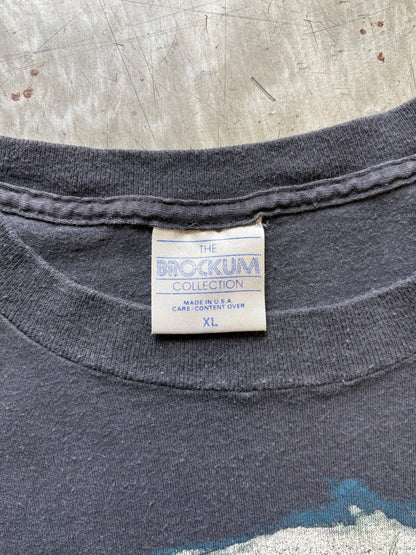 THE
BROCKUM
COLLECTION
MADE IN U.S.A.
CARE/CONTENT OVER
XL